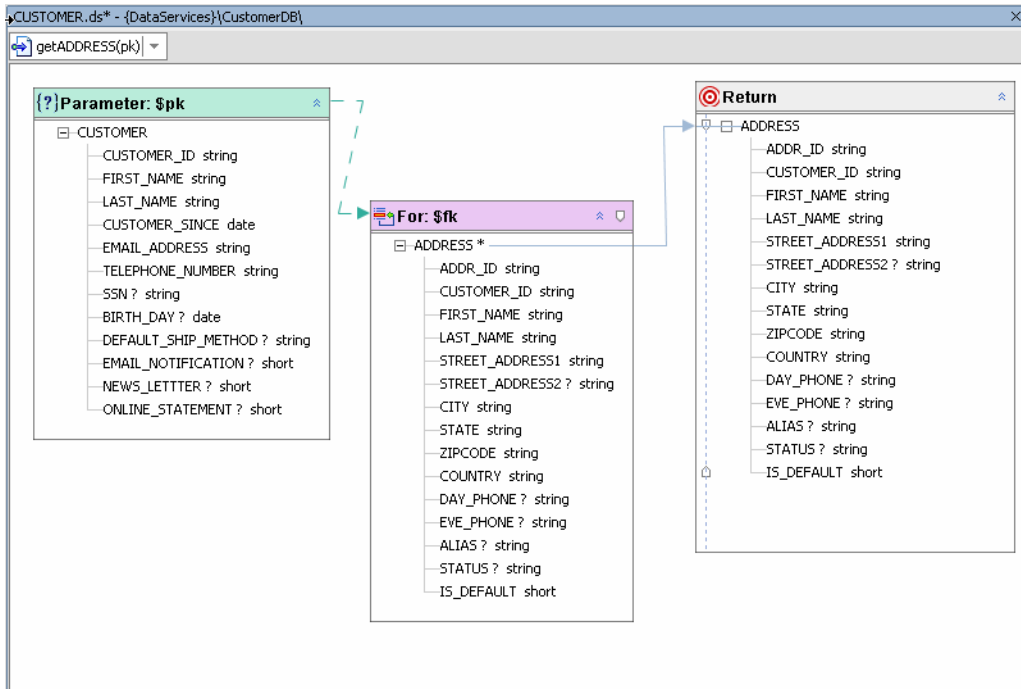 CUSTOMER.ds* - {DataServices}\CustomerDB\
getADDRESS(pk)
{?}Parameter: $pk
CUSTOMER
CUSTOMER_ID string
FIRST_NAME string
LAST_NAME string
CUSTOMER_SINCE date
EMAIL_ADDRESS string
TELEPHONE_NUMBER string
SSN ? string
BIRTH_DAY ? date
DEFAULT_SHIP_METHOD ? string
EMAIL_NOTIFICATION ? short
NEWS_LETTTER ? short
ONLINE_STATEMENT ? short
For: $fk
ADDRESS *
ADDR_ID string
CUSTOMER_ID string
FIRST_NAME string
LAST_NAME string
STREET_ADDRESS1 string
STREET_ADDRESS2 ? string
CITY string
STATE string
ZIPCODE string
COUNTRY string
DAY_PHONE ? string
EVE_PHONE ? string
ALIAS ? string
STATUS ? string
IS_DEFAULT short
Return
ADDRESS
ADDR_ID string
CUSTOMER_ID string
FIRST_NAME string
LAST_NAME string
STREET_ADDRESS1 string
STREET_ADDRESS2 ? string
CITY string
STATE string
ZIPCODE string
COUNTRY string
DAY_PHONE ? string
EVE_PHONE ? string
ALIAS ? string
STATUS ? string
IS_DEFAULT short